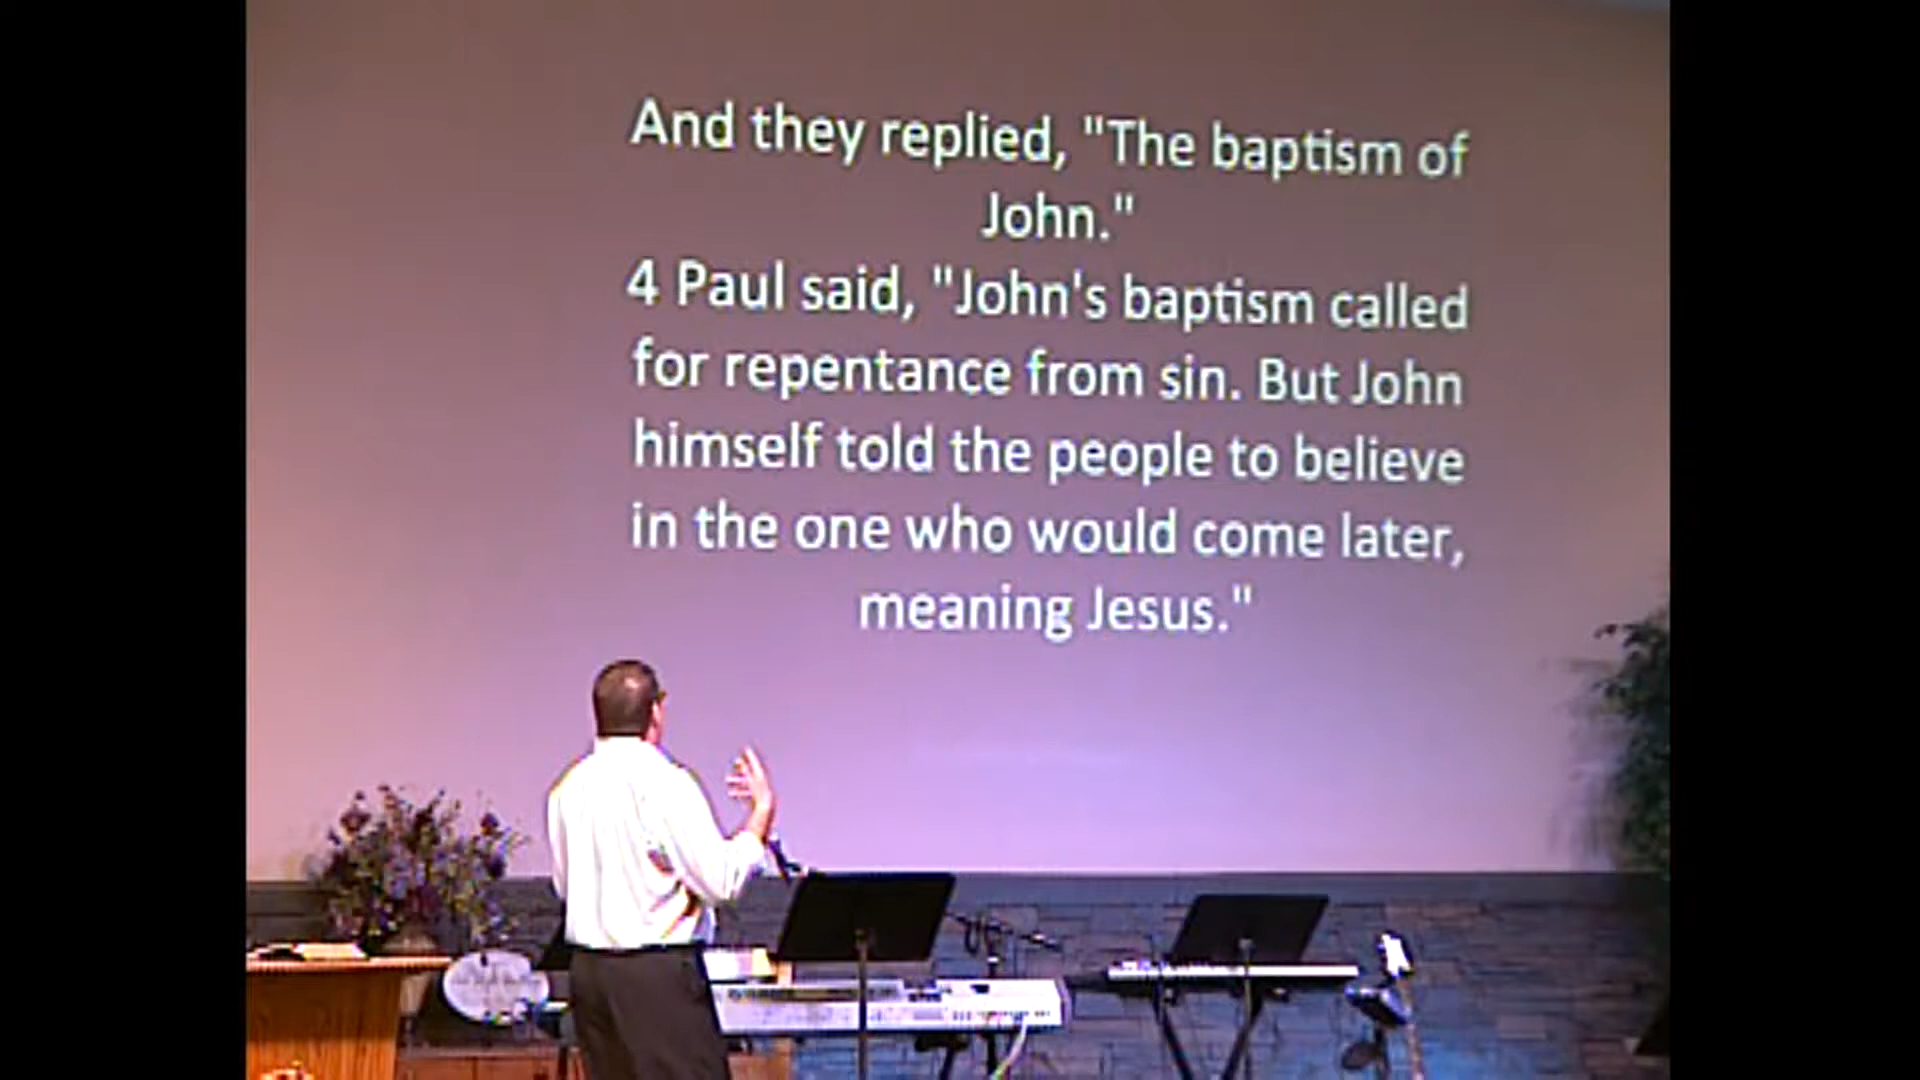 And they replied, "The baptism of
John."
4 Paul said, "John's baptism called
for repentance from sin. But John
himself told the people to believe
in the one who would come later,
meaning Jesus."